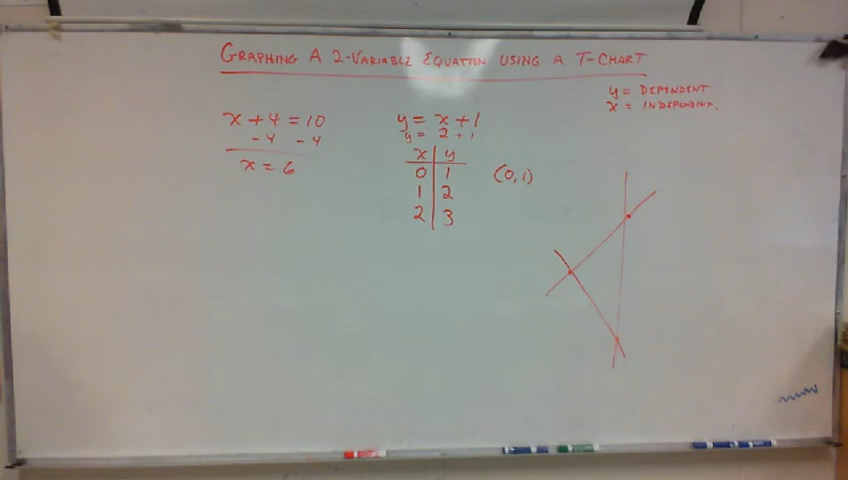 GRAPHING A 2-VARIABLE EQUATION USING A T-CHART
y = DEPENDENT
x = INDEPENDENT.
x + 4 = 10
- 4 - 4
x = 6
y = x + 1
y = 2 + 1
x y
0 1
1 2
2 3
(0,1)